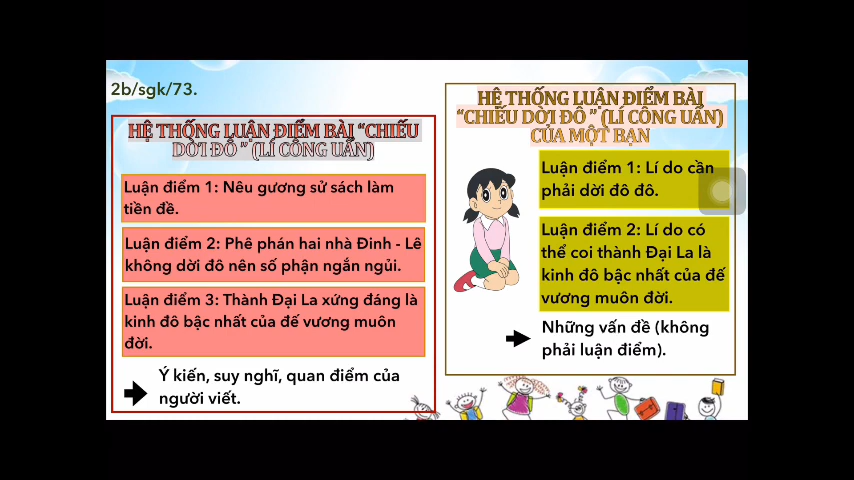 2b/sgk/73.
HỆ THỐNG LUẬN ĐIỂM BÀI “CHIẾU
DỜI ĐÔ ” (LÍ CÔNG UẨN)
Luận điểm 1: Nêu gương sử sách làm
tiền đề.
Luận điểm 2: Phê phán hai nhà Đinh - Lê
không dời đô nên số phận ngắn ngủi.
Luận điểm 3: Thành Đại La xứng đáng là
kinh đô bậc nhất của đế vương muôn
đời.
Ý kiến, suy nghĩ, quan điểm của
người viết.
HỆ THỐNG LUẬN ĐIỂM BÀI
“CHIẾU DỜI ĐÔ ” (LÍ CÔNG UẨN)
CỦA MỘT BẠN
Luận điểm 1: Lí do cần
phải dời đô đô.
Luận điểm 2: Lí do có
thể coi thành Đại La là
kinh đô bậc nhất của đế
vương muôn đời.
Những vấn đề (không
phải luận điểm).